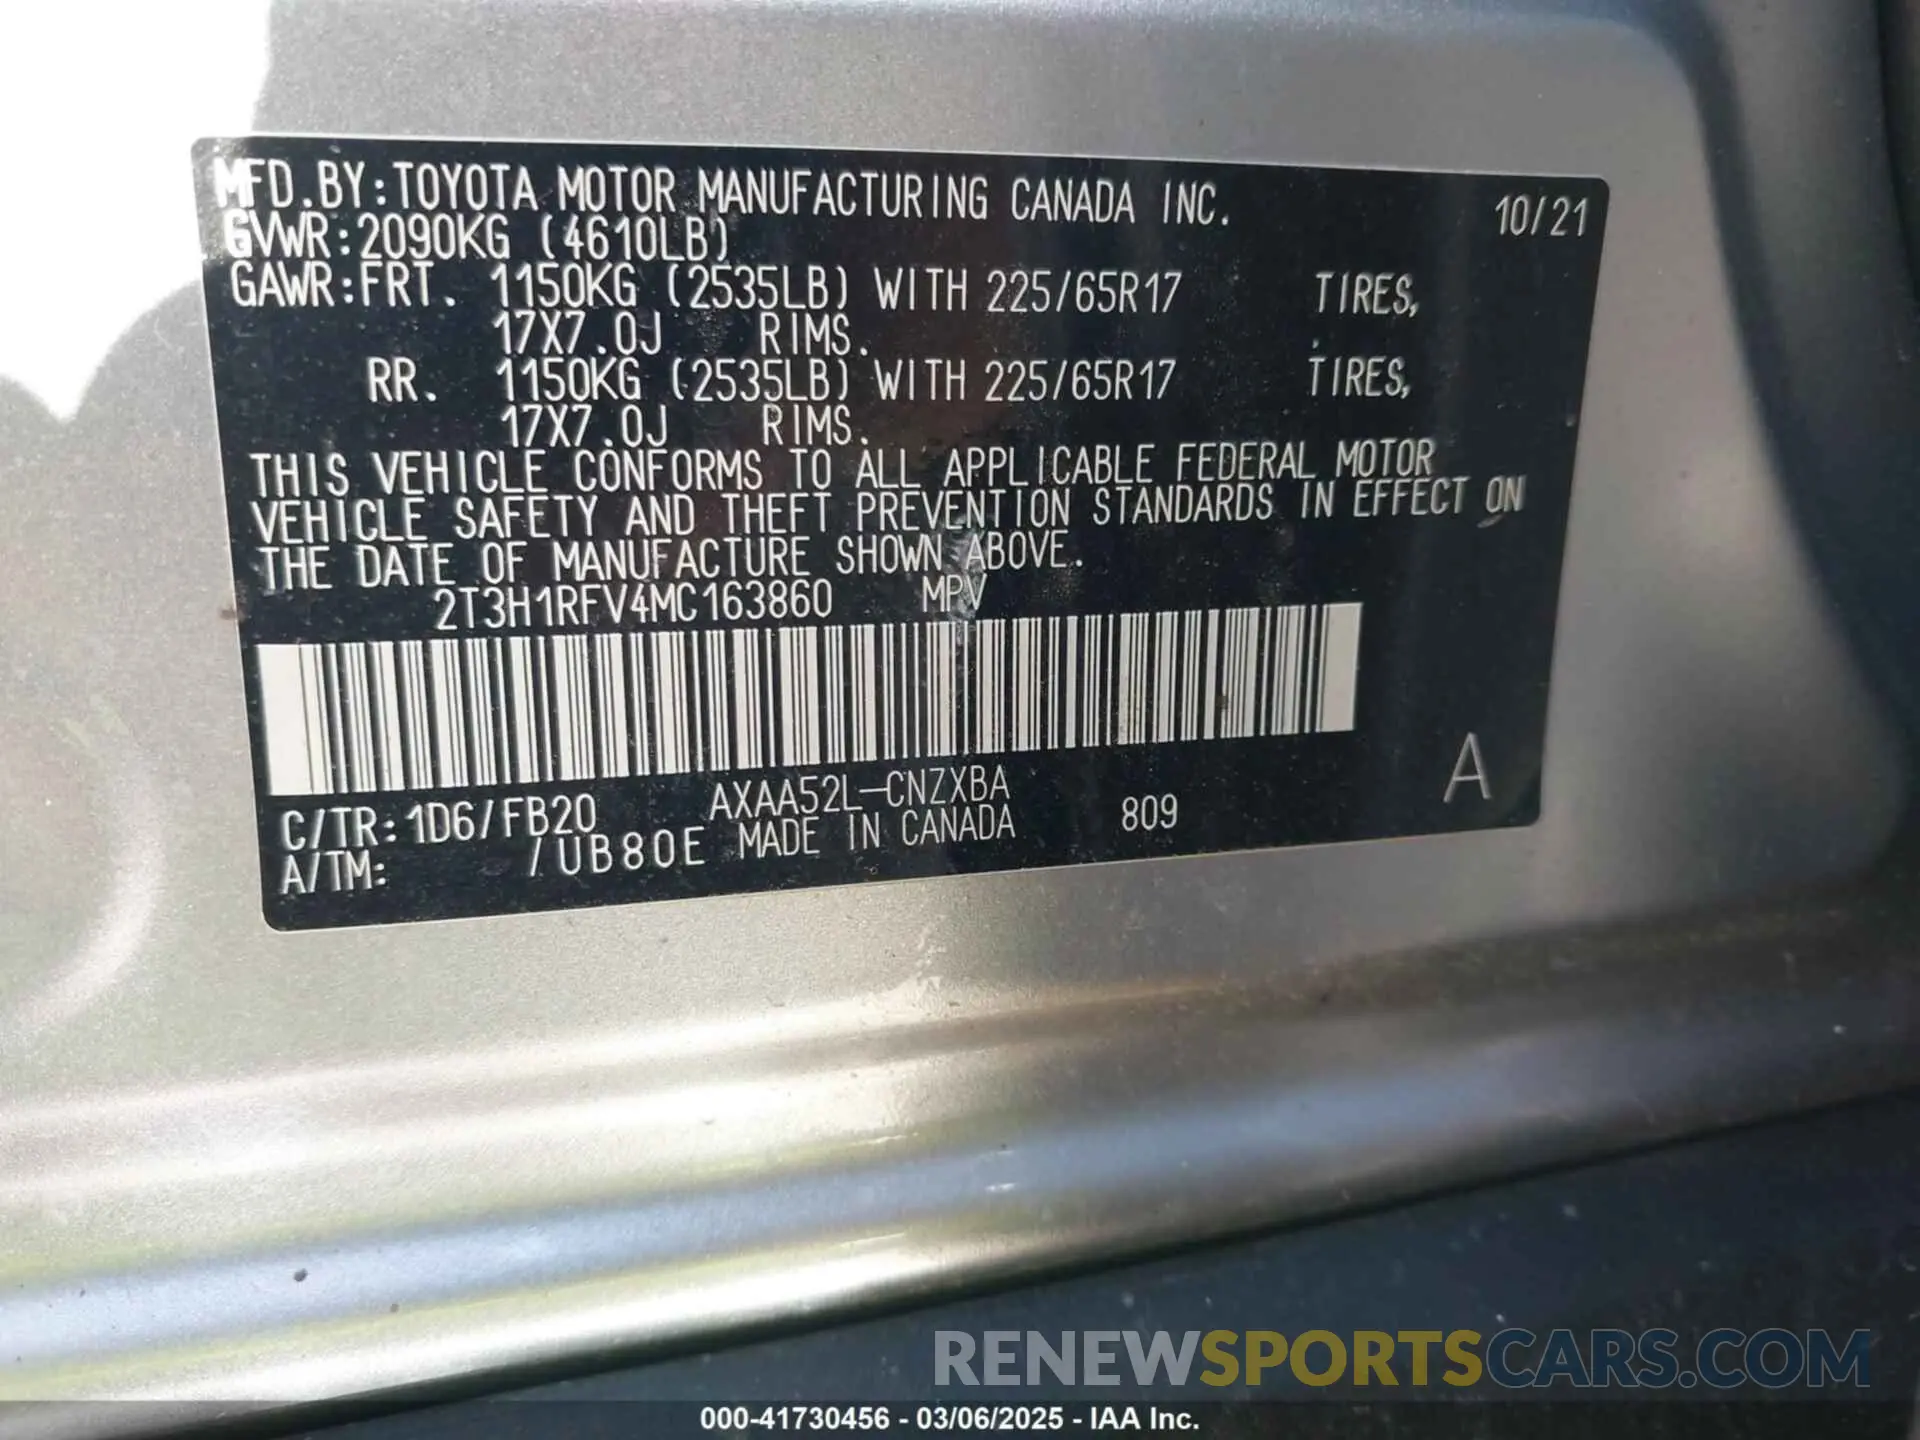 MFD.BY:TOYOTA MOTOR MANUFACTURING CANADA INC. 10/21
GVWR:2090KG (4610LB)
GAWR:FRT. 1150KG (2535LB) WITH 225/65R17 TIRES,
17X7.0J RIMS.
RR. 1150KG (2535LB) WITH 225/65R17 TIRES,
17X7.0J RIMS.
THIS VEHICLE CONFORMS TO ALL APPLICABLE FEDERAL MOTOR
VEHICLE SAFETY AND THEFT PREVENTION STANDARDS IN EFFECT ON
THE DATE OF MANUFACTURE SHOWN ABOVE.
2T3H1RFV4MC163860 MPV
A
C/TR:1D6/FB20 AXAA52L-CNZXBA
A/TM: /UB80E MADE IN CANADA 809
RENEWSPORTSCARS.COM
000-41730456 - 03/06/2025 - IAA Inc.